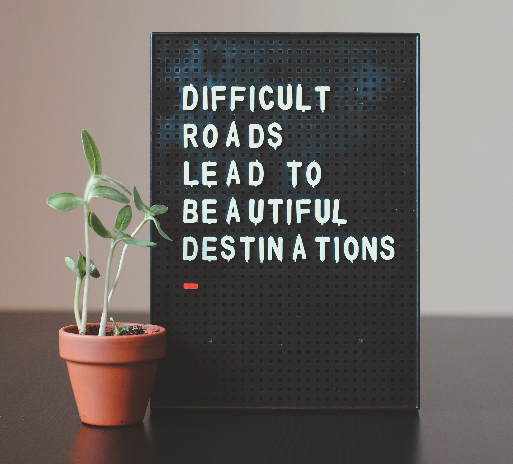 DIFFICULT
ROADS
LEAD TO
BEAUTIFUL
DESTINATIONS